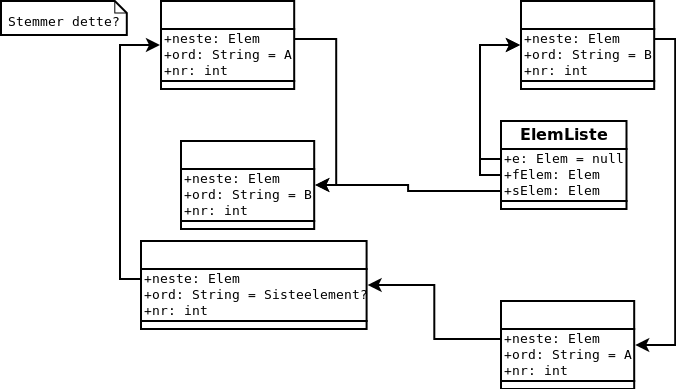 Stemmer dette?
+neste: Elem
+ord: String = A
+nr: int
+neste: Elem
+ord: String = B
+nr: int
ElemListe
+e: Elem = null
+fElem: Elem
+sElem: Elem
+neste: Elem
+ord: String = B
+nr: int
+neste: Elem
+ord: String = Sisteelement?
+nr: int
+neste: Elem
+ord: String = A
+nr: int